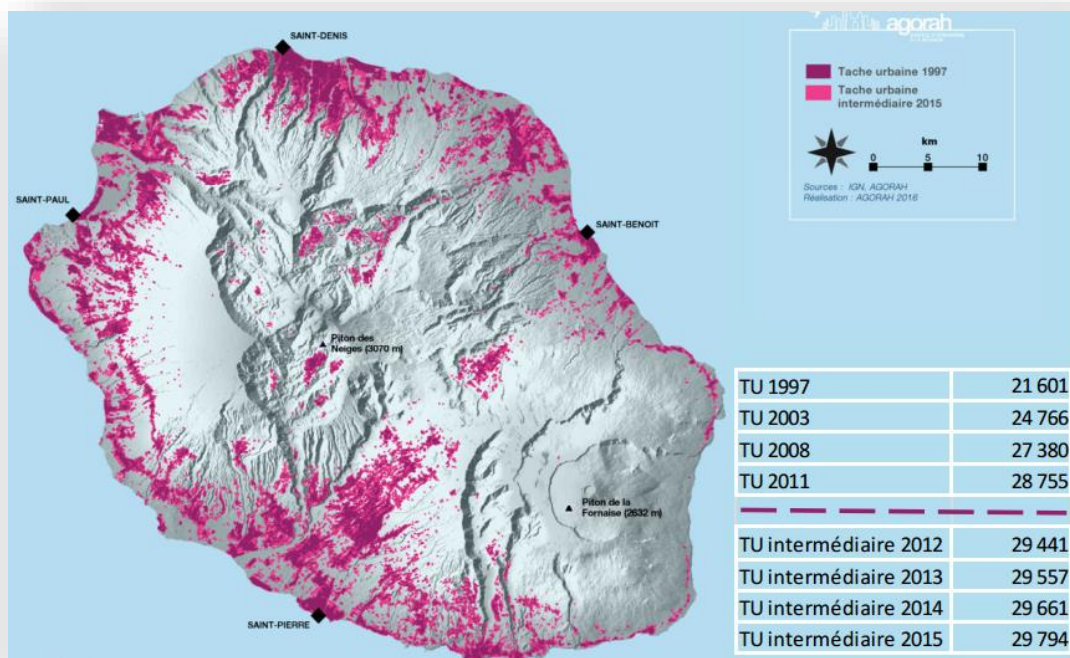 agorah
SAINT-DENIS
Tache urbaine 1997
Tache urbaine
intermédiaire 2015
km
0 5 10
Sources : IGN, AGORAH
Réalisation : AGORAH 2016
SAINT-PAUL
SAINT-BENOIT
Piton des
Neiges (3070 m)
Piton de la
Fornaise (2632 m)
SAINT-PIERRE
TU 1997 21 601
TU 2003 24 766
TU 2008 27 380
TU 2011 28 755
TU intermédiaire 2012 29 441
TU intermédiaire 2013 29 557
TU intermédiaire 2014 29 661
TU intermédiaire 2015 29 794